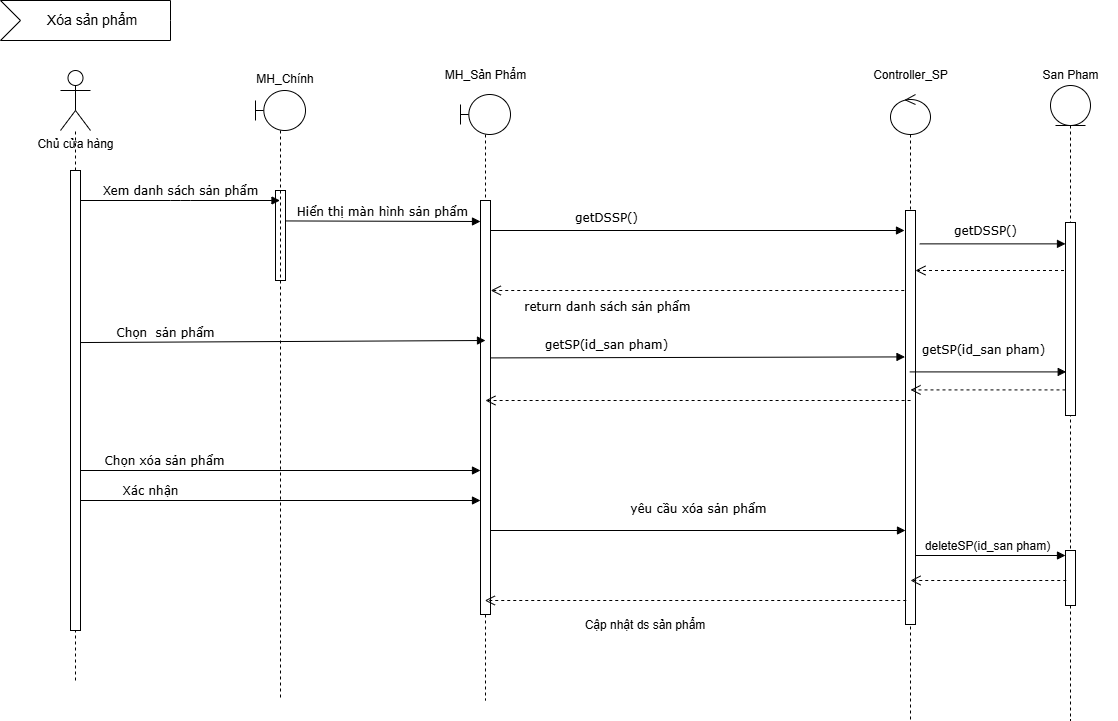 Xóa sản phẩm
MH_Chính
MH_Sản Phẩm
Controller_SP
San Pham
Chủ cửa hàng
Xem danh sách sản phẩm
Hiển thị màn hình sản phẩm
getDSSP()
getDSSP()
return danh sách sản phẩm
Chọn  sản phẩm
getSP(id_san pham)
getSP(id_san pham)
Chọn xóa sản phẩm
Xác nhận
yêu cầu xóa sản phẩm
deleteSP(id_san pham)
Cập nhật ds sản phẩm